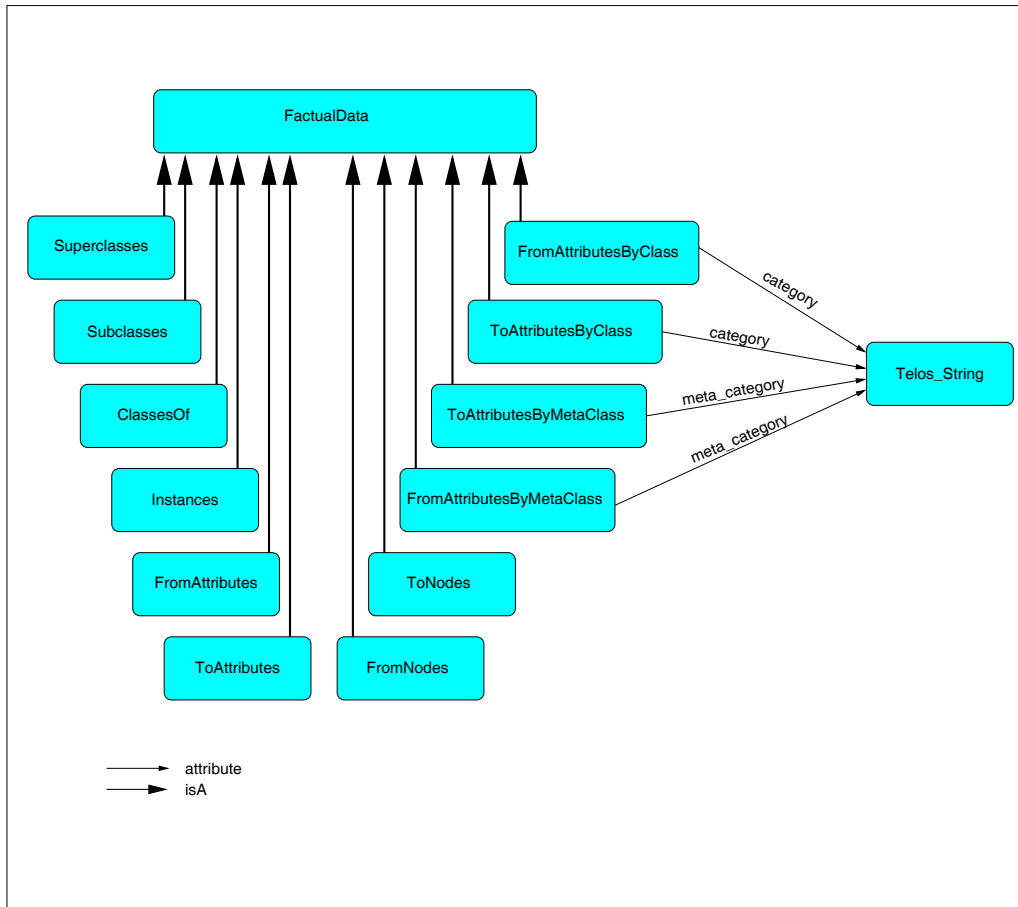 FactualData
Superclasses
FromAttributesByClass
category
Subclasses
ToAttributesByClass
category
Telos_String
ClassesOf
ToAttributesByMetaClass
meta_category
meta_category
Instances
FromAttributesByMetaClass
FromAttributes
ToNodes
ToAttributes
FromNodes
attribute
isA